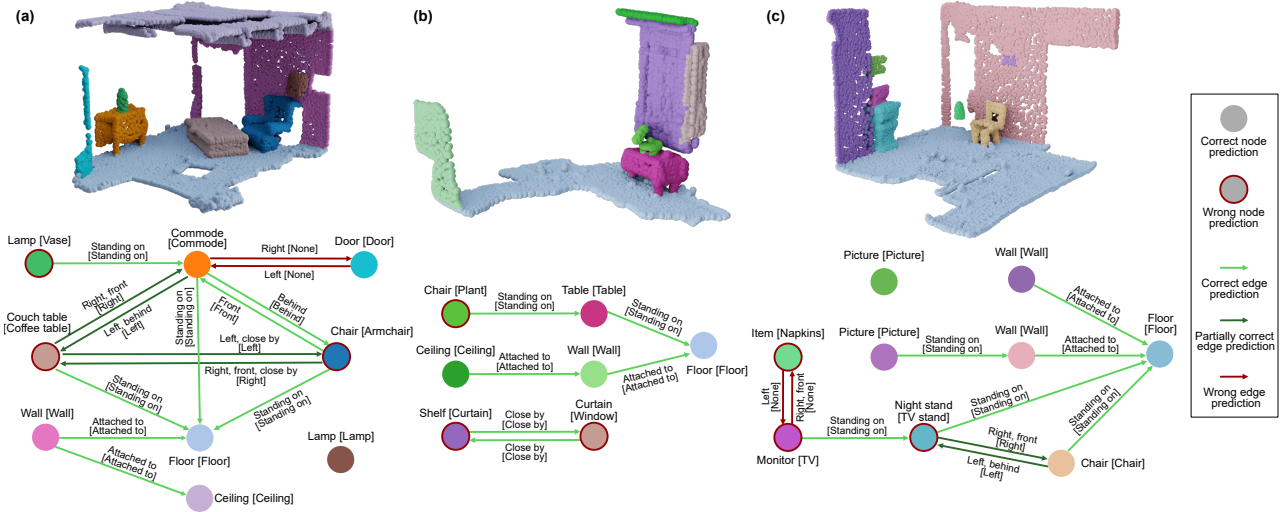 (a)
(b)
(c)
Lamp [Vase]
Standing on
[Standing on]
Commode
[Commode]
Right [None]
Left [None]
Door [Door]
Right, front
[Right]
Left, behind
[Left]
Standing on
[Standing on]
Front
[Front]
Behind
[Behind]
Couch table
[Coffee table]
Left, close by
[Left]
Right, front, close by
[Right]
Chair [Armchair]
Standing on
[Standing on]
Standing on
[Standing on]
Wall [Wall]
Attached to
[Attached to]
Floor [Floor]
Lamp [Lamp]
Attached to
[Attached to]
Ceiling [Ceiling]
Chair [Plant]
Standing on
[Standing on]
Table [Table]
Standing on
[Standing on]
Ceiling [Ceiling]
Attached to
[Attached to]
Wall [Wall]
Attached to
[Attached to]
Floor [Floor]
Shelf [Curtain]
Close by
[Close by]
Close by
[Close by]
Curtain
[Window]
Picture [Picture]
Wall [Wall]
Attached to
[Attached to]
Floor
[Floor]
Item [Napkins]
Picture [Picture]
Standing on
[Standing on]
Wall [Wall]
Attached to
[Attached to]
Left
[None]
Right, front
[None]
Monitor [TV]
Standing on
[Standing on]
Night stand
[TV stand]
Standing on
[Standing on]
Right, front
[Right]
Left, behind
[Left]
Standing on
[Standing on]
Chair [Chair]
Correct node
prediction
Wrong node
prediction
Correct edge
prediction
Partially correct
edge prediction
Wrong edge
prediction